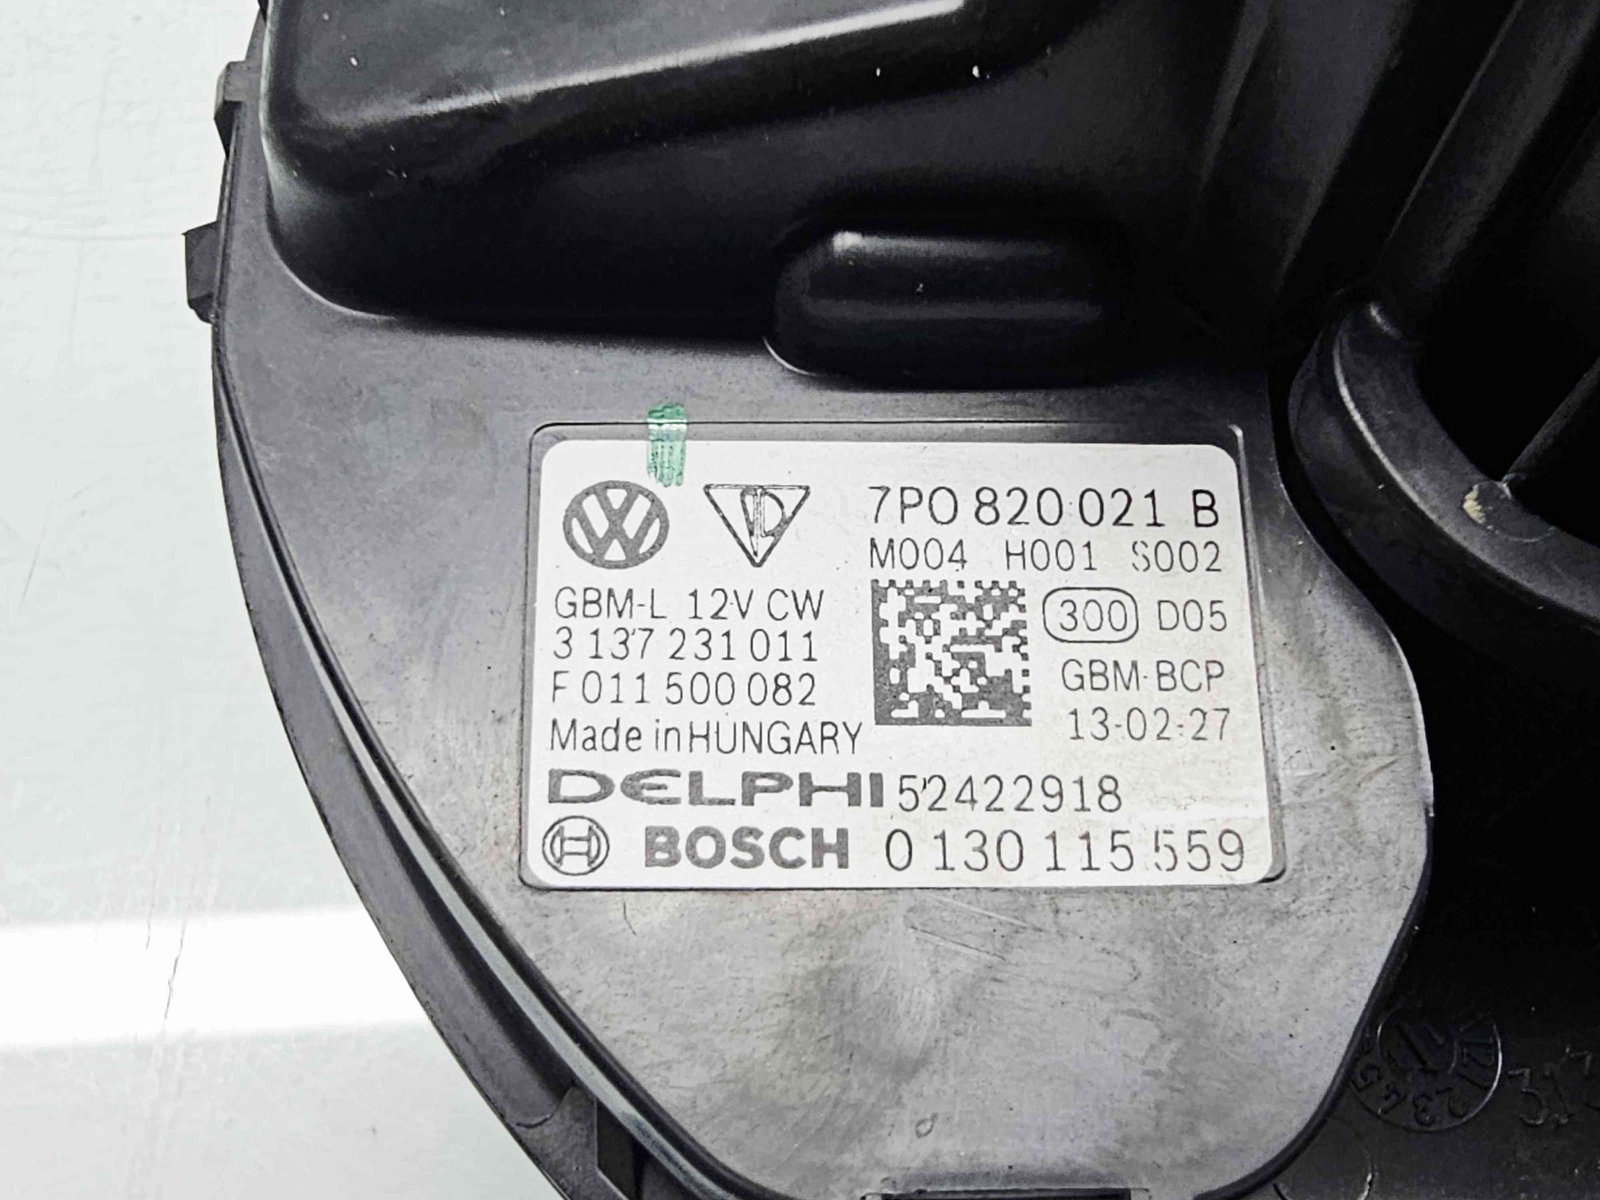 7P0 820 021 B
M004 H001 S002
GBM-L 12V CW
3 137 231 011
F 011 500 082
Made in HUNGARY
300 D05
GBM-BCP
13-02-27
DELPHI 52422918
BOSCH 0 130 115 559